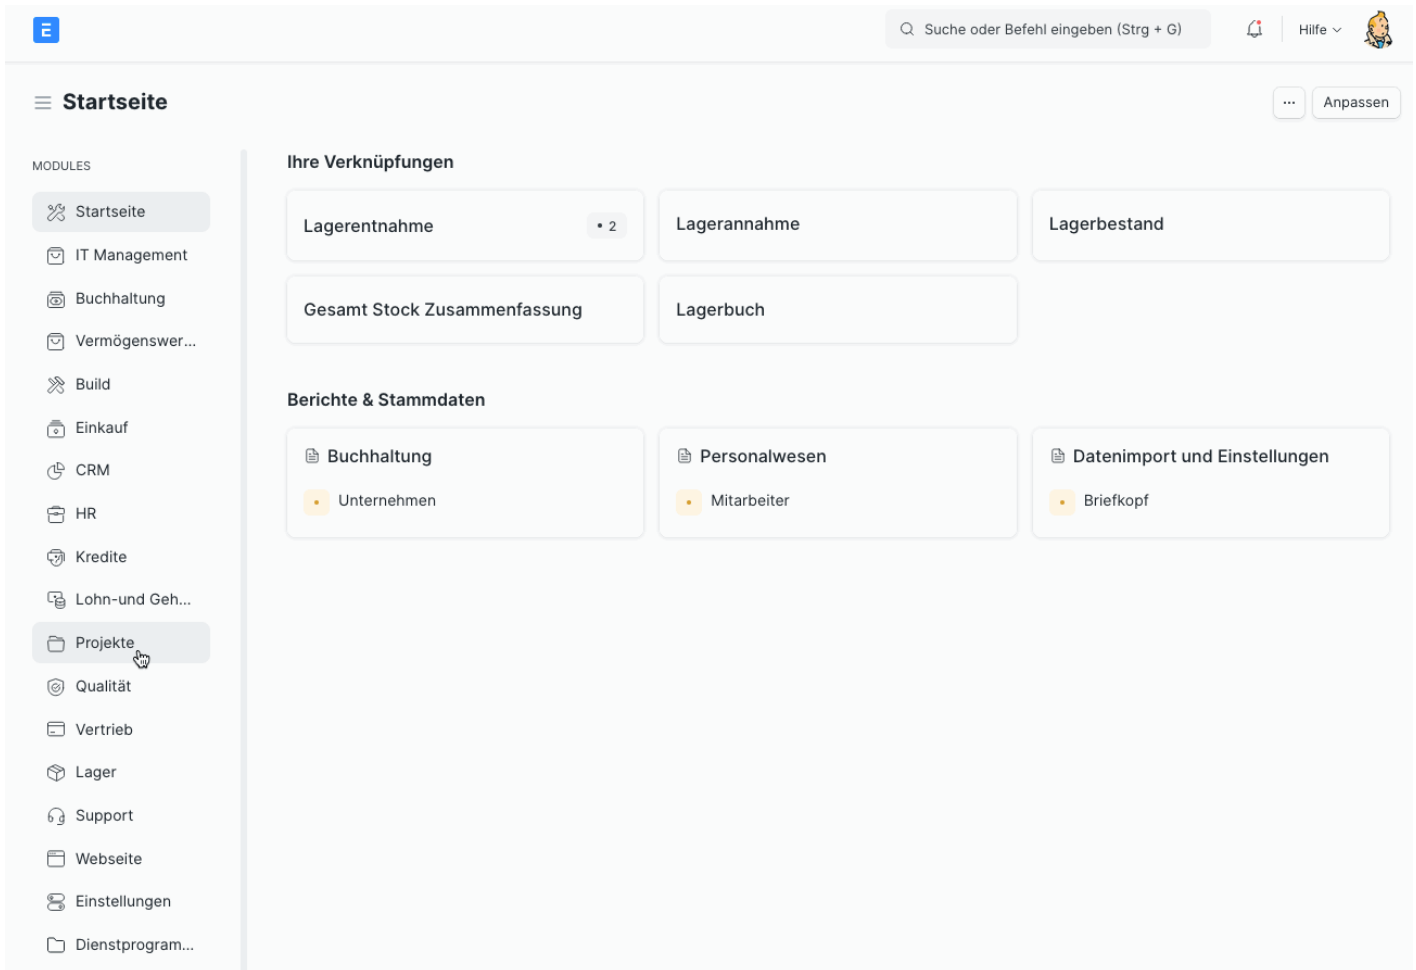 E
Suche oder Befehl eingeben (Strg + G)
Hilfe
Startseite
···
Anpassen
MODULES
Startseite
IT Management
Buchhaltung
Vermögenswer...
Build
Einkauf
CRM
HR
Kredite
Lohn-und Geh...
Projekte
Qualität
Vertrieb
Lager
Support
Webseite
Einstellungen
Dienstprogram...
Ihre Verknüpfungen
Lagerentnahme
• 2
Lagerannahme
Lagerbestand
Gesamt Stock Zusammenfassung
Lagerbuch
Berichte & Stammdaten
Buchhaltung
Unternehmen
Personalwesen
Mitarbeiter
Datenimport und Einstellungen
Briefkopf